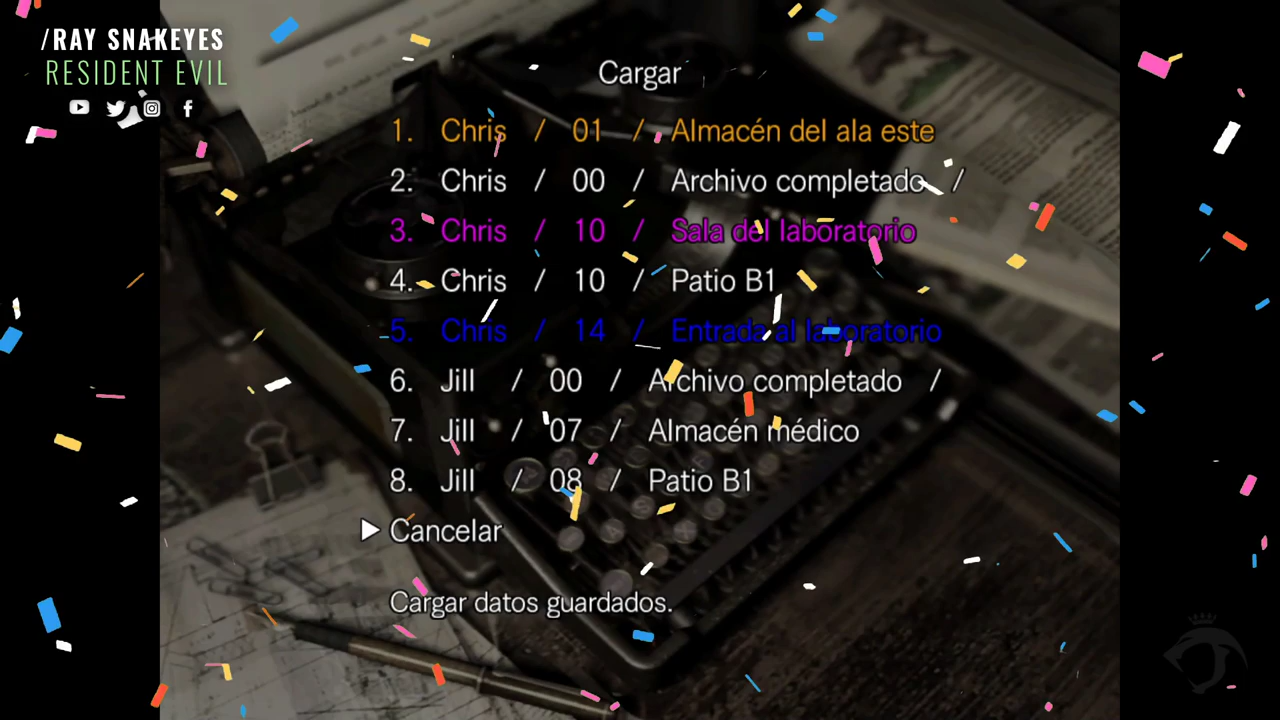 /RAY SNAKEYES
RESIDENT EVIL
Cargar
1. Chris / 01 / Almacén del ala este
2. Chris / 00 / Archivo completado /
3. Chris / 10 / Sala del laboratorio
4. Chris / 10 / Patio B1
5. Chris / 14 / Entrada al laboratorio
6. Jill / 00 / Archivo completado /
7. Jill / 07 / Almacén médico
8. Jill / 08 / Patio B1
Cancelar
Cargar datos guardados.